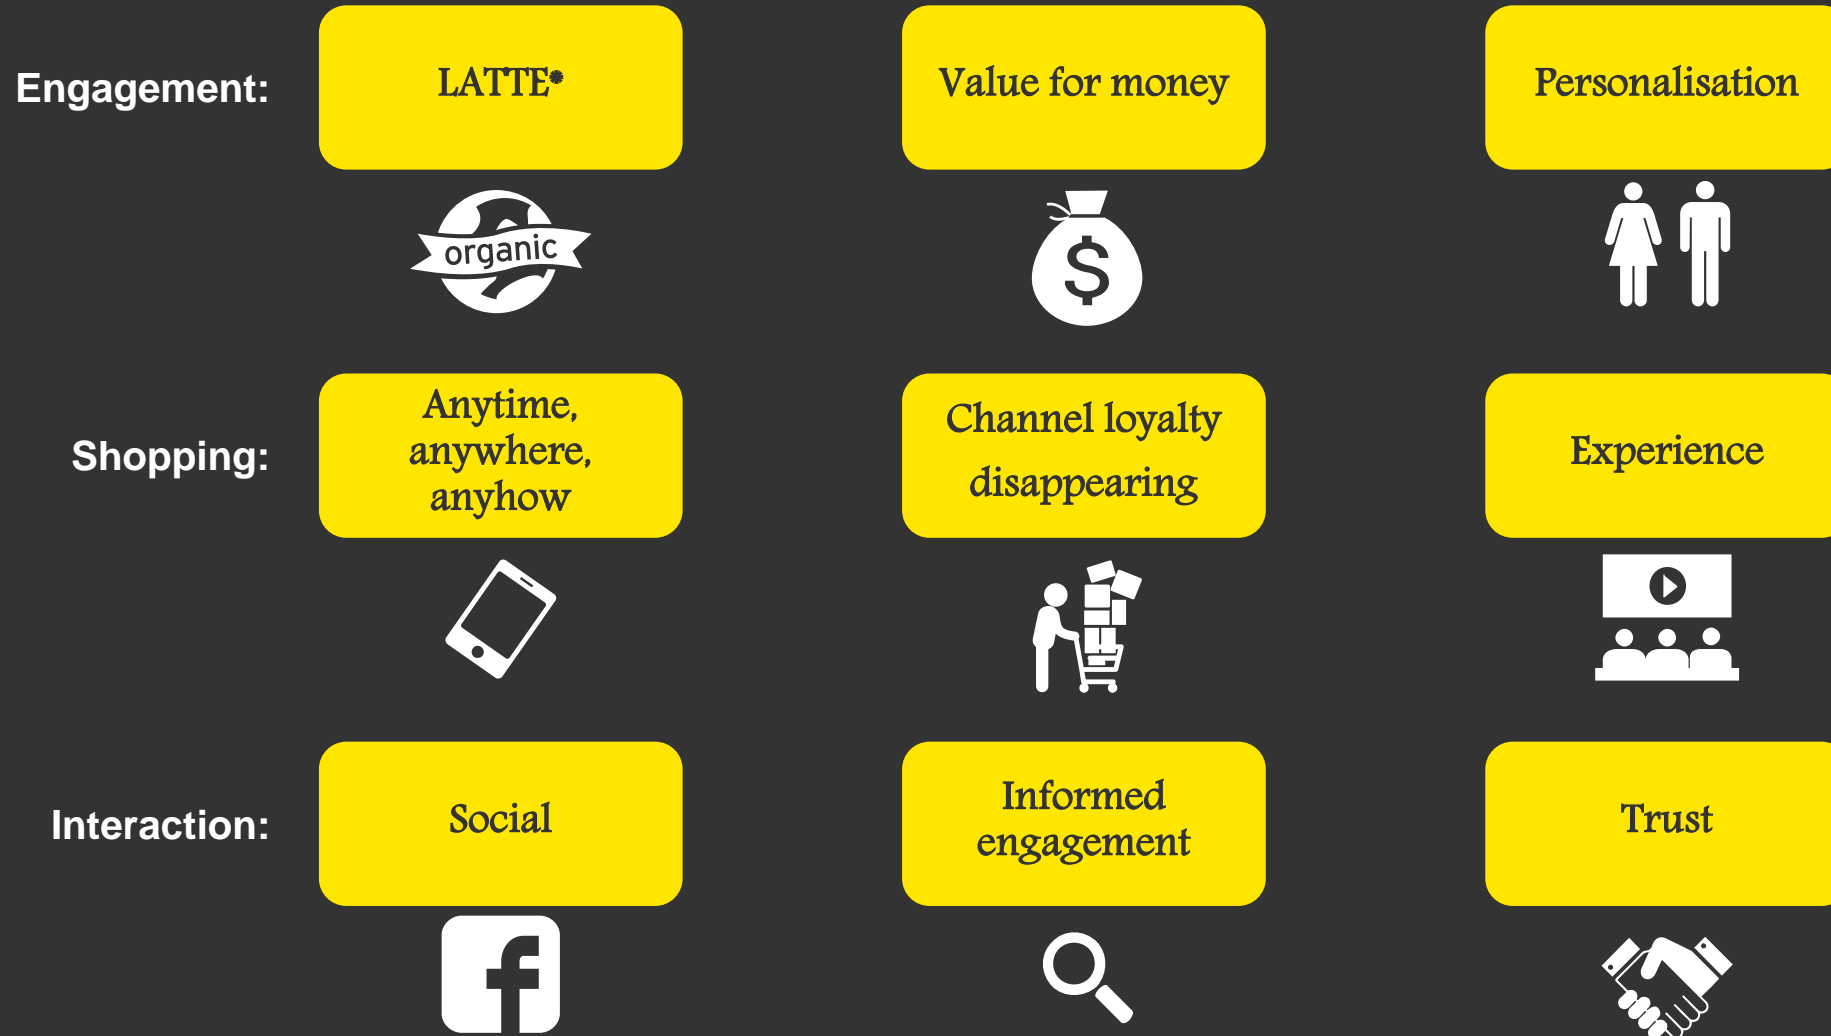 Engagement:
LATTE*
Value for money
Personalisation
organic
$
Shopping:
Anytime,
anywhere,
anyhow
Channel loyalty
disappearing
Experience
Interaction:
Social
Informed
engagement
Trust
f